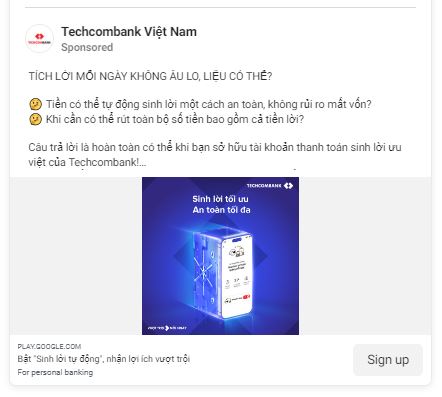 Techcombank Việt Nam
Sponsored
TÍCH LỜI MỖI NGÀY KHÔNG ÂU LO, LIỆU CÓ THỂ?
🤔 Tiền có thể tự động sinh lời một cách an toàn, không rủi ro mất vốn?
🤔 Khi cần có thể rút toàn bộ số tiền bao gồm cả tiền lời?
Câu trả lời là hoàn toàn có thể khi bạn sở hữu tài khoản thanh toán sinh lời ưu
việt của Techcombank!...
TECHCOMBANK
Sinh lời tối ưu
An toàn tối đa
VƯỢT TRỘI MỖI NGÀY
PLAY.GOOGLE.COM
Bật "Sinh lời tự động", nhận lợi ích vượt trội
For personal banking
Sign up